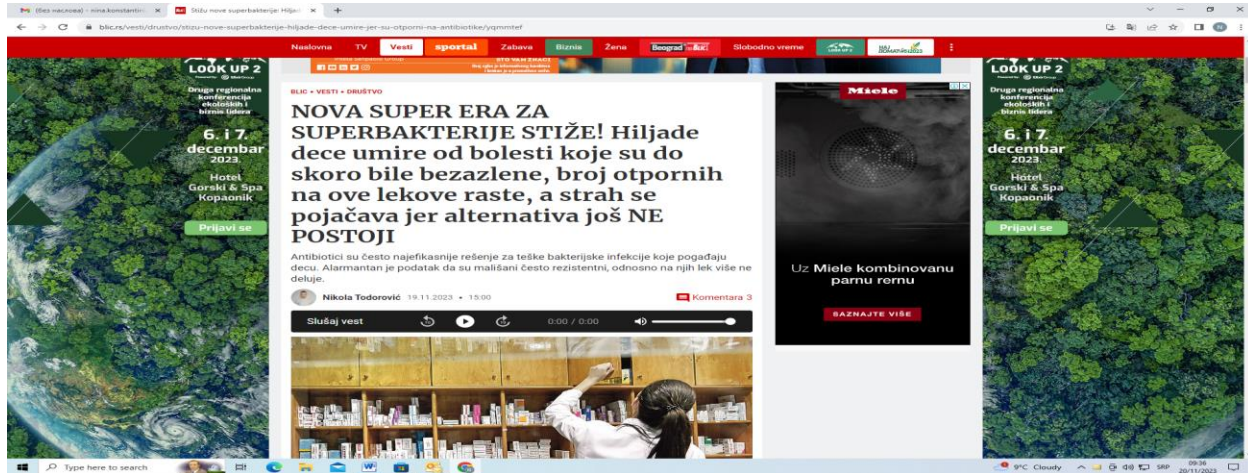 blic.rs/vesti/drustvo/stizu-nove-superbakterije-hiljade-dece-umire-jer-su-otporni-na-antibiotike/yqmmtef
Naslovna TV Vesti sportal Zabava Biznis Žena Beograd Slobodno vreme
LOOK UP 2
Druga regionalna
konferencija
ekoloških i
biznis lidera
6. i 7.
decembar
2023.
Hotel
Gorski & Spa
Kopaonik
Prijavi se
BLIC • VESTI • DRUŠTVO
NOVA SUPER ERA ZA
SUPERBAKTERIJE STIŽE! Hiljade
dece umire od bolesti koje su do
skoro bile bezazlene, broj otpornih
na ove lekove raste, a strah se
pojačava jer alternativa još NE
POSTOJI
Antibiotici su često najefikasnije rešenje za teške bakterijske infekcije koje pogađaju
decu. Alarmantan je podatak da su mališani često rezistentni, odnosno na njih lek više ne
deluje.
Nikola Todorović 19.11.2023 • 15:00
Komentara 3
Slušaj vest 0:00 / 0:00
Miele
Uz Miele kombinovanu
parnu rernu
SAZNAJTE VIŠE
LOOK UP 2
Druga regionalna
konferencija
ekoloških i
biznis lidera
6. i 7.
decembar
2023.
Hotel
Gorski & Spa
Kopaonik
Prijavi se
Type here to search
9°C Cloudy
SRP
09:36
20/11/2023